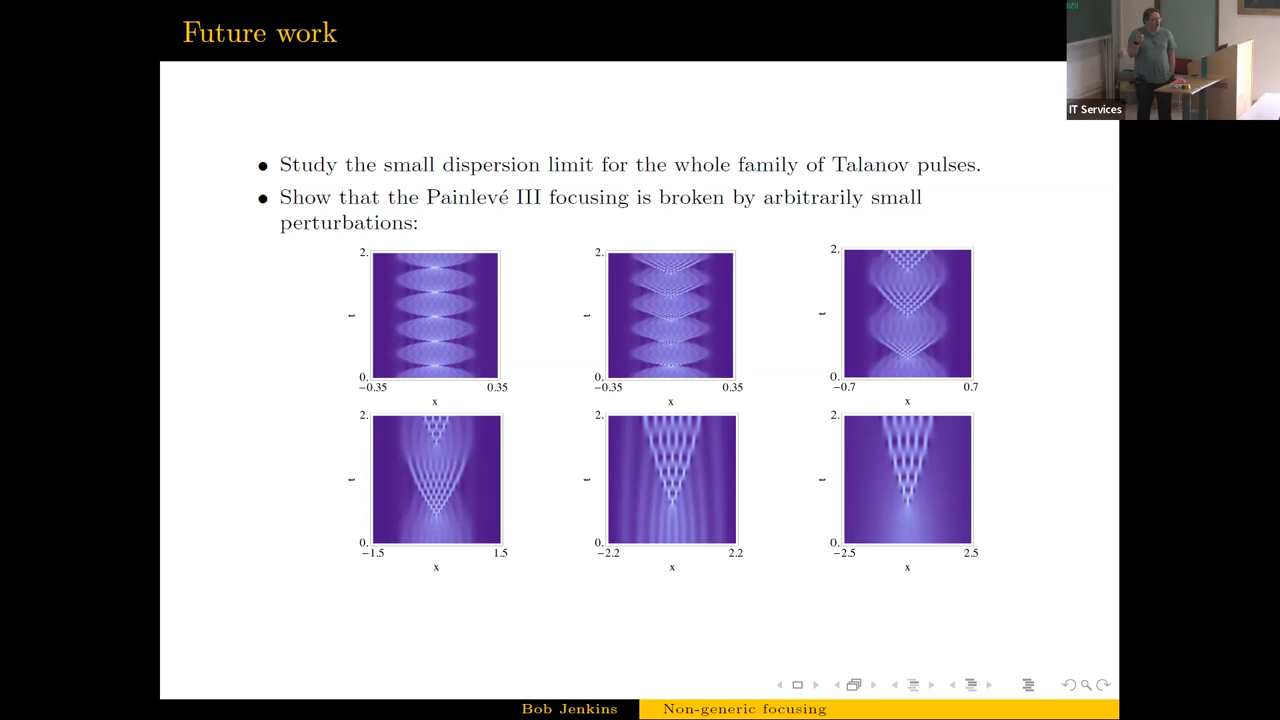 Future work
IT Services
• Study the small dispersion limit for the whole family of Talanov pulses.
• Show that the Painlevé III focusing is broken by arbitrarily small
perturbations:
2. 2. 2.
t t t
0. 0. 0.
−0.35 0.35 −0.35 0.35 −0.7 0.7
x x x
2. 2. 2.
t t t
0. 0. 0.
−1.5 1.5 −2.2 2.2 −2.5 2.5
x x x
Bob Jenkins Non-generic focusing